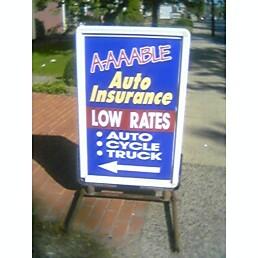 A-AAABLE
Auto
Insurance
LOW RATES
• AUTO
• CYCLE
• TRUCK